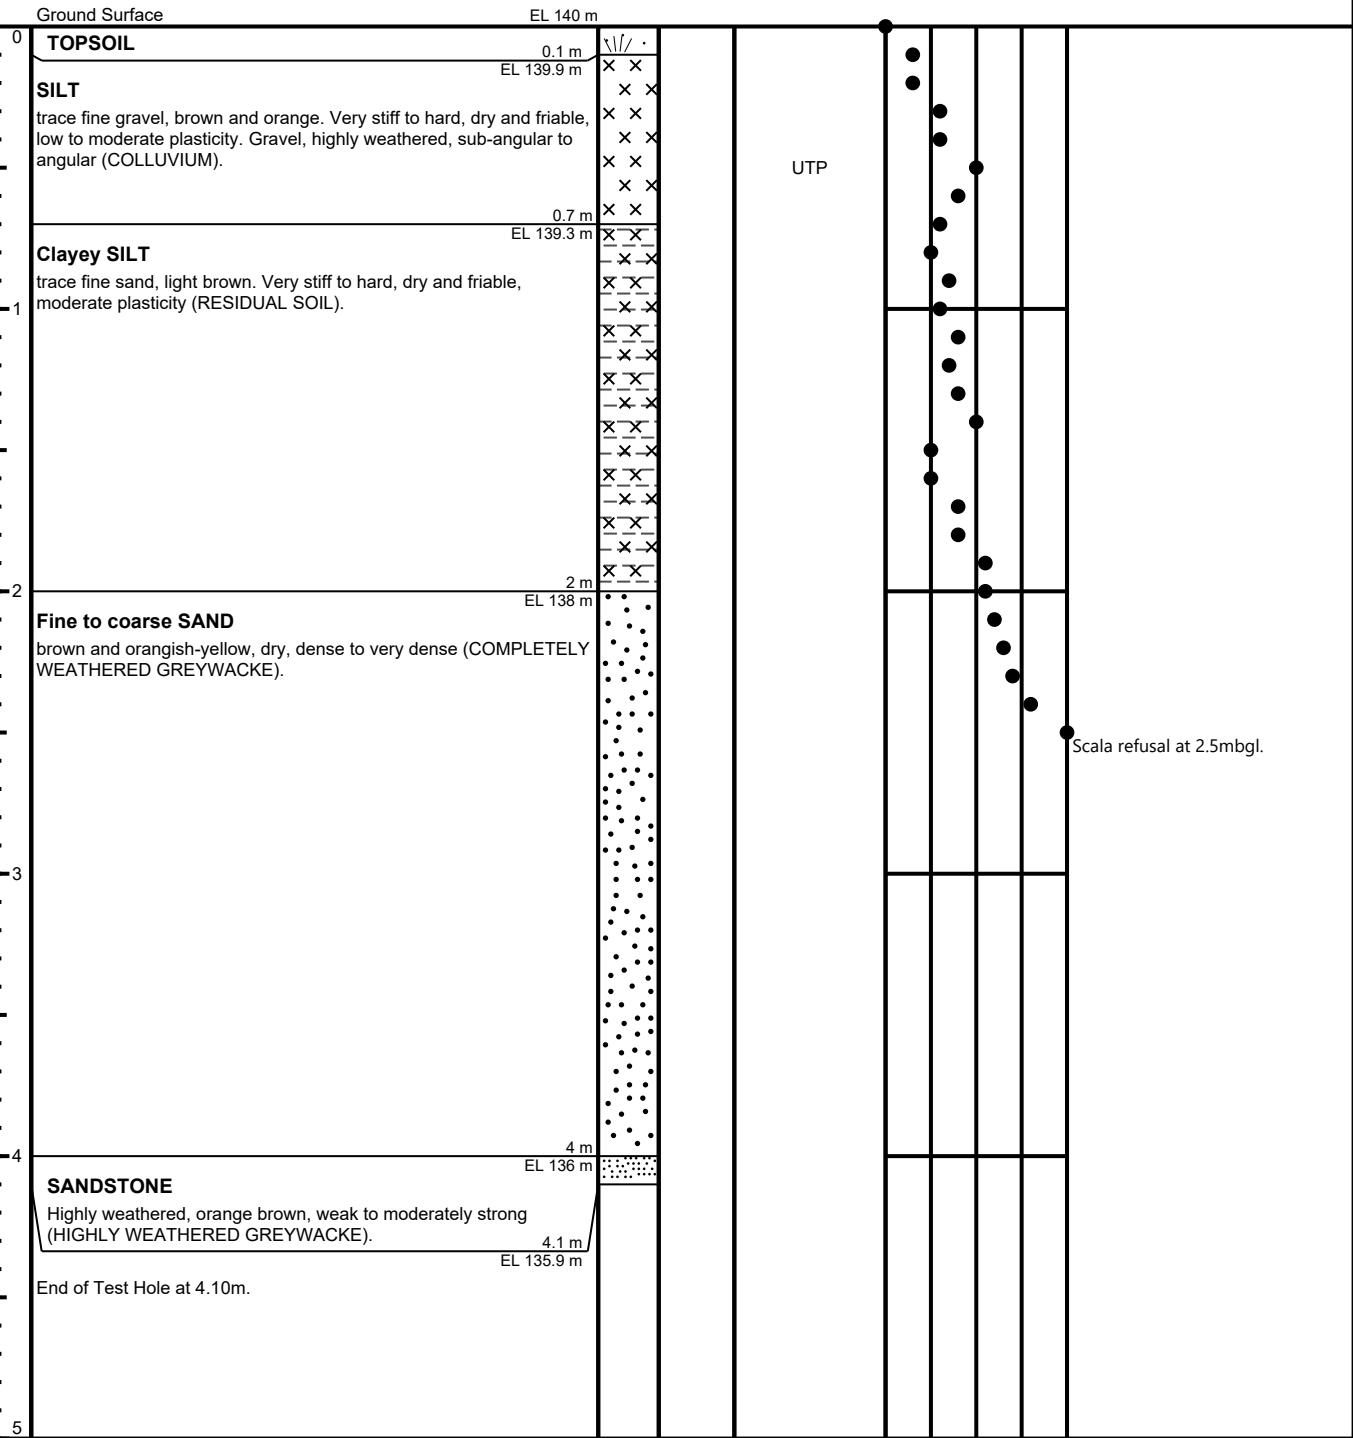 Ground Surface EL 140 m
0
TOPSOIL
0.1 m
EL 139.9 m
SILT
trace fine gravel, brown and orange. Very stiff to hard, dry and friable,
low to moderate plasticity. Gravel, highly weathered, sub-angular to
angular (COLLUVIUM).
UTP
0.7 m
EL 139.3 m
Clayey SILT
trace fine sand, light brown. Very stiff to hard, dry and friable,
moderate plasticity (RESIDUAL SOIL).
1
2 m
2
EL 138 m
Fine to coarse SAND
brown and orangish-yellow, dry, dense to very dense (COMPLETELY
WEATHERED GREYWACKE).
Scala refusal at 2.5mbgl.
3
4 m
4
EL 136 m
SANDSTONE
Highly weathered, orange brown, weak to moderately strong
(HIGHLY WEATHERED GREYWACKE).
4.1 m
EL 135.9 m
End of Test Hole at 4.10m.
5